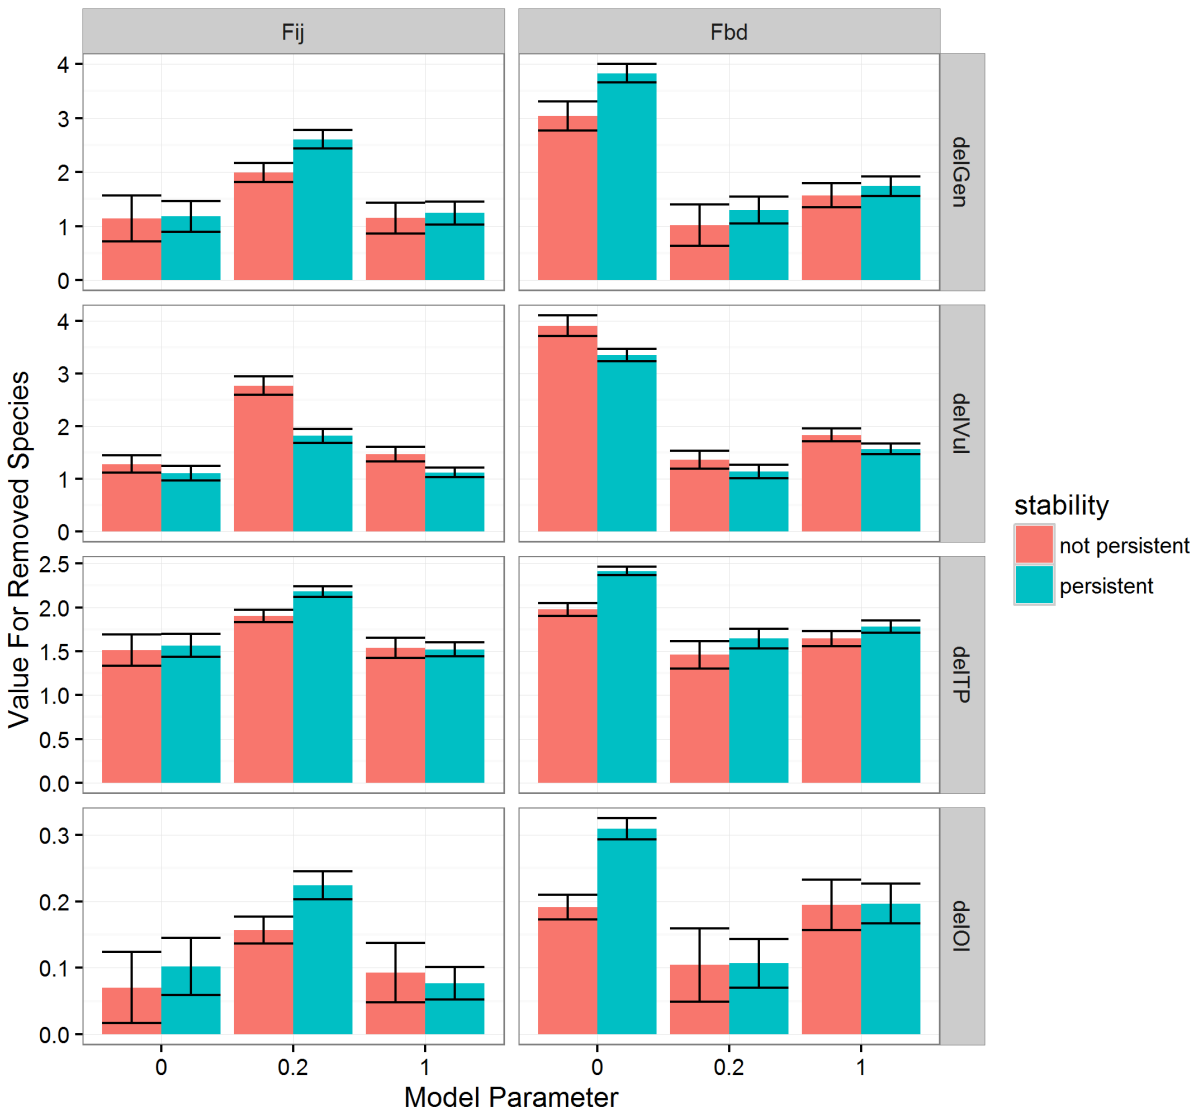 Fij
Fbd
4
3
2
1
0
delGen
4
3
2
1
0
delVul
2.5
2.0
1.5
1.0
0.5
0.0
delTP
0.3
0.2
0.1
0.0
delOI
0
0.2
1
0
0.2
1
Model Parameter
Value For Removed Species
stability
not persistent
persistent